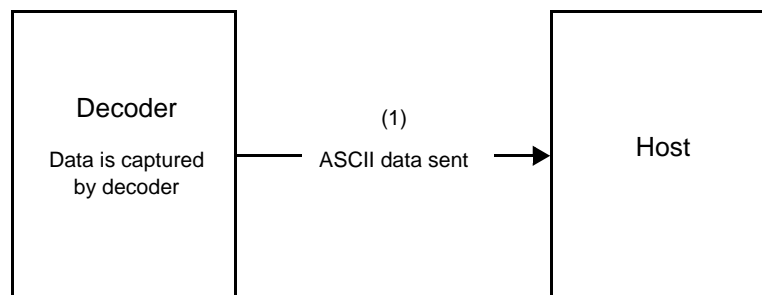 Decoder
Data is captured
by decoder
(1)
ASCII data sent
Host